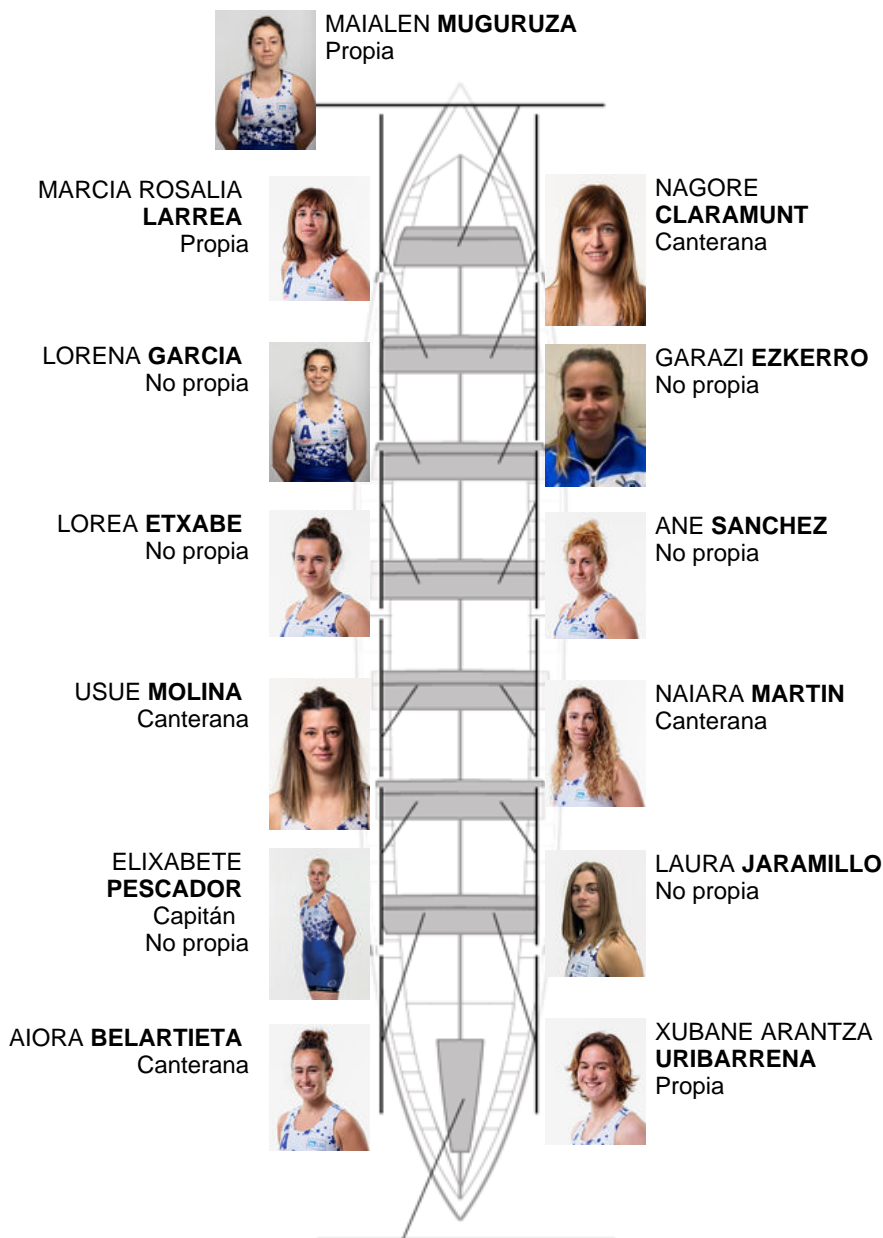 MAIALEN MUGURUZA
Propia
MARCIA ROSALIA
LARREA
Propia
NAGORE
CLARAMUNT
Canterana
LORENA GARCIA
No propia
GARAZI EZKERRO
No propia
LOREA ETXABE
No propia
ANE SANCHEZ
No propia
USUE MOLINA
Canterana
NAIARA MARTIN
Canterana
ELIXABETE
PESCADOR
Capitán
No propia
LAURA JARAMILLO
No propia
AIORA BELARTIETA
Canterana
XUBANE ARANTZA
URIBARRENA
Propia